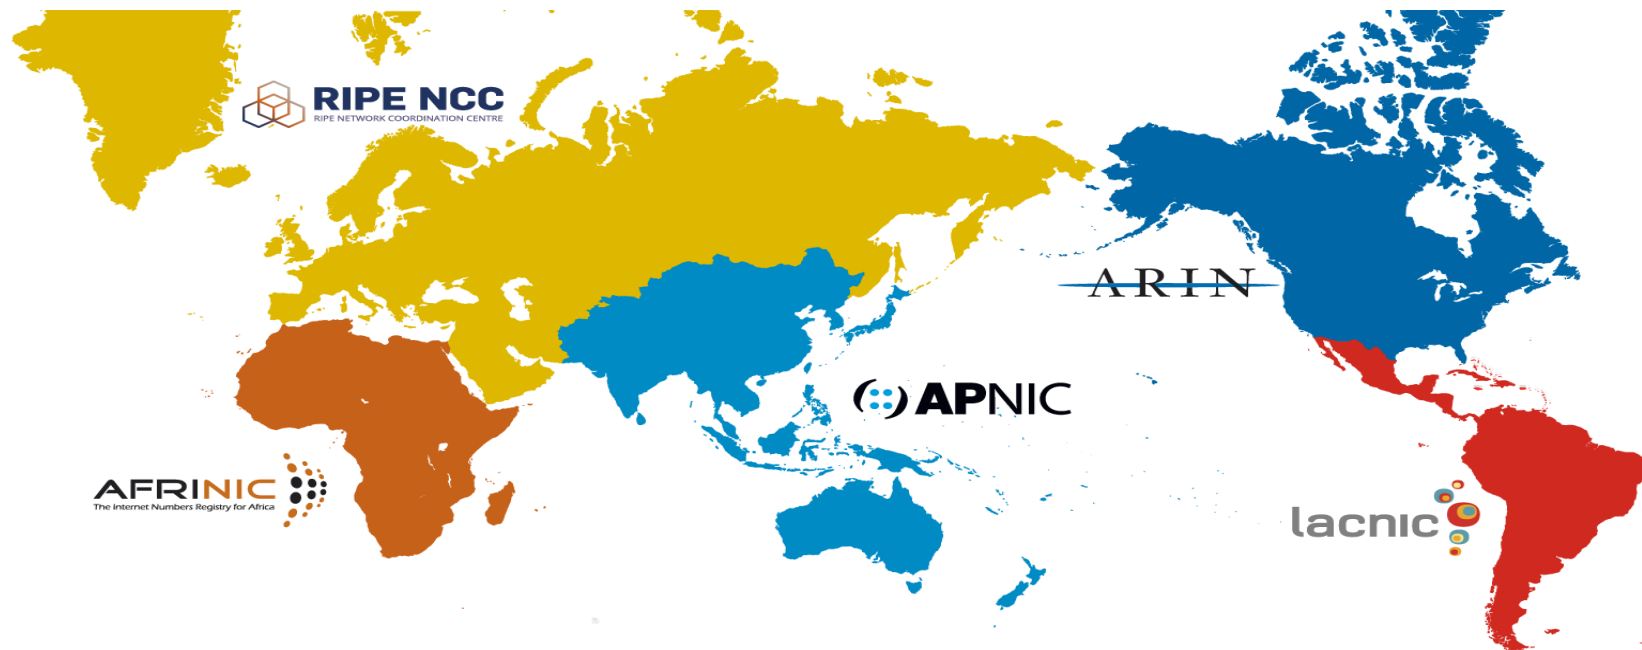 RIPE NCC
RIPE NETWORK COORDINATION CENTRE
ARIN
APNIC
AFRINIC
The Internet Numbers Registry for Africa
lacnic